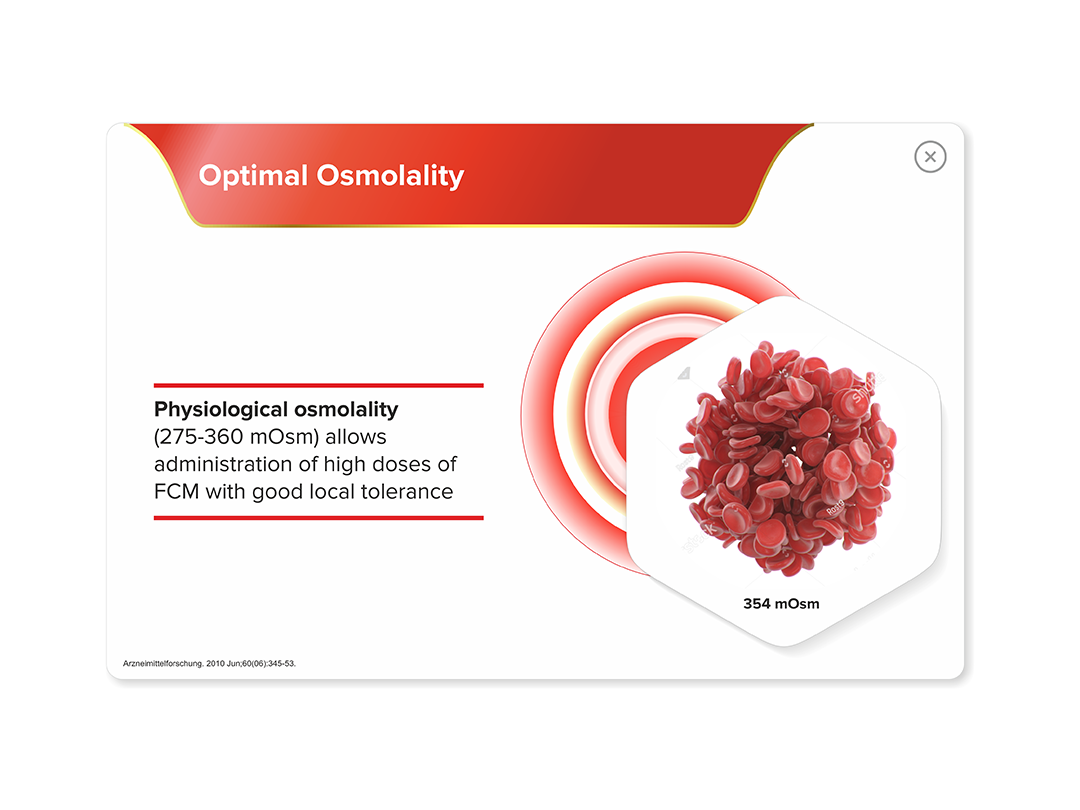 Optimal Osmolality
Physiological osmolality
(275-360 mOsm) allows
administration of high doses of
FCM with good local tolerance
354 mOsm
Arzneimittelforschung. 2010 Jun;60(06):345-53.